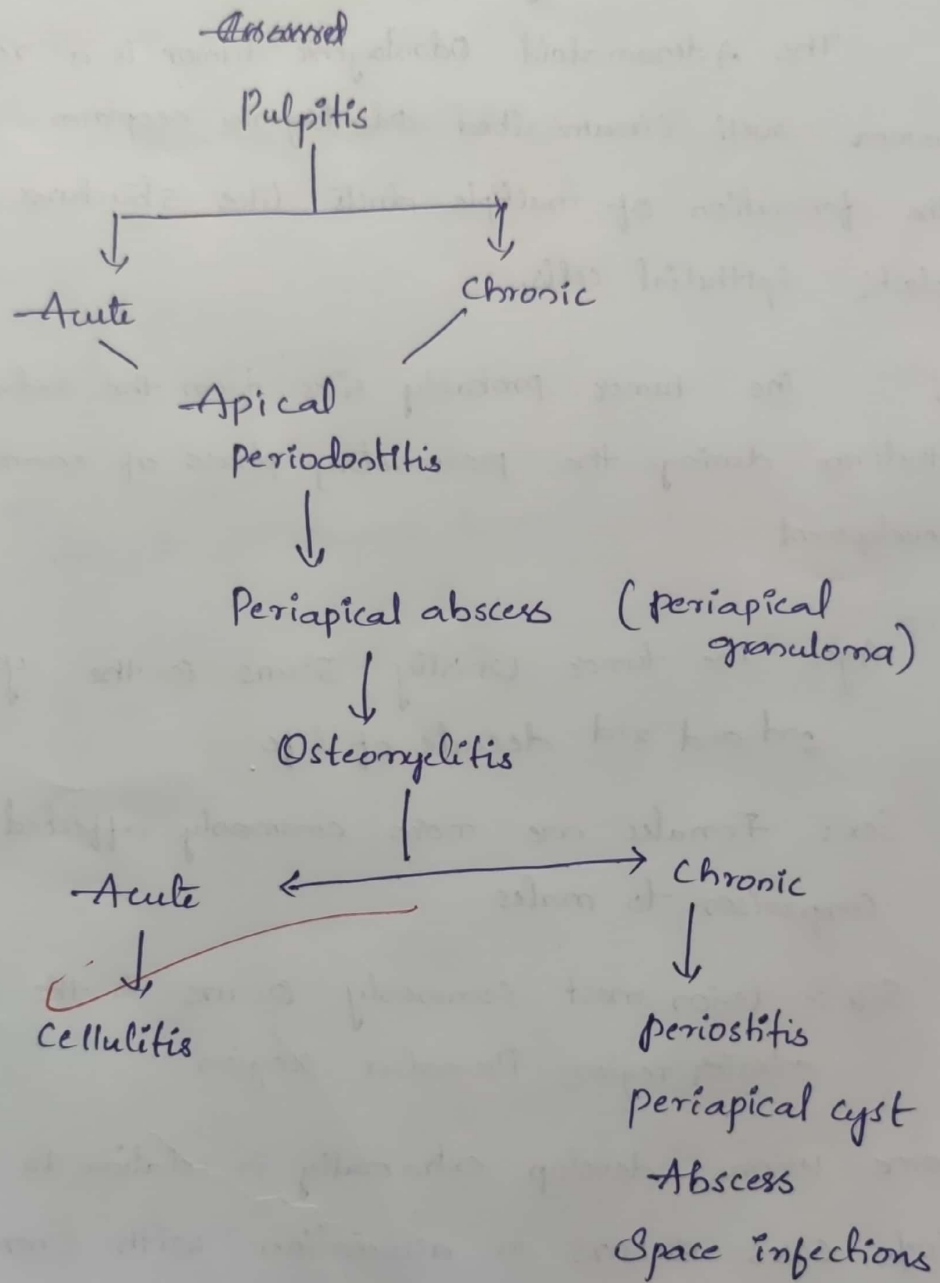 Pulpitis
Acute Chronic
Apical
periodontitis
Periapical abscess (periapical
granuloma)
Osteomyelitis
Acute Chronic
Cellulitis
periostitis
periapical cyst
Abscess
Space infections